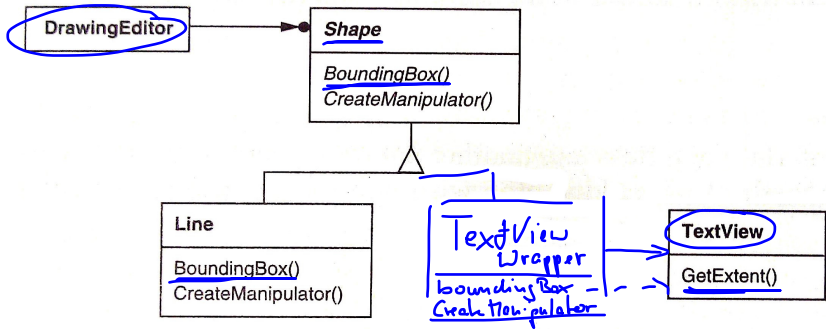 DrawingEditor
Shape
BoundingBox()
CreateManipulator()
Line
BoundingBox()
CreateManipulator()
TextView
Wrapper
boundingBox
CreateManipulator
TextView
GetExtent()